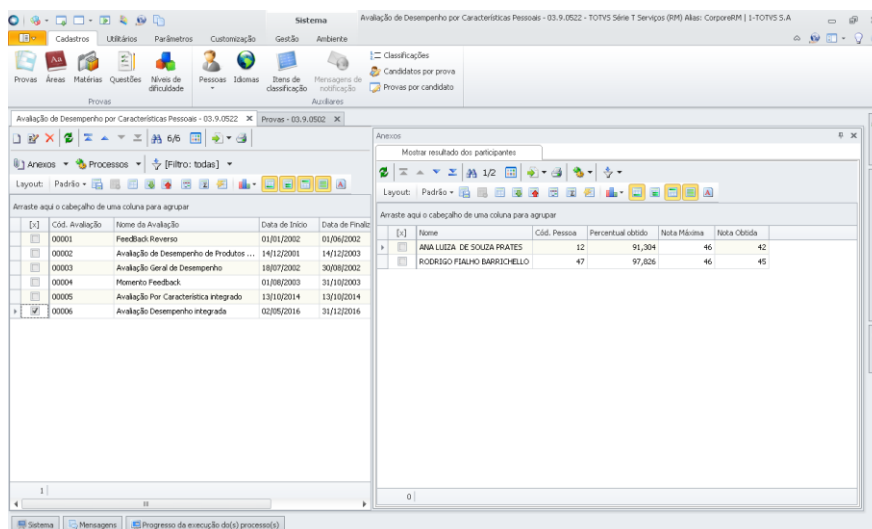 Sistema
Avaliação de Desempenho por Características Pessoais - 03.9.0522 - TOTVS Série T Serviços (RM) Alias: CorporeRM | 1-TOTVS S.A
Cadastros Utilitários Parâmetros Customização Gestão Ambiente
Provas Áreas Matérias Questões Níveis de dificuldade Pessoas Idiomas Itens de classificação Mensagens de notificação
Classificações
Candidatos por prova
Provas por candidato
Provas Auxiliares
Avaliação de Desempenho por Características Pessoais - 03.9.0522 X Provas - 03.9.0502 X
6/6
Anexos Processos [Filtro: todas]
Layout: Padrão
Arraste aqui o cabeçalho de uma coluna para agrupar
[x] Cód. Avaliação Nome da Avaliação Data de Início Data de Finaliz
00001 FeedBack Reverso 01/01/2002 01/06/2002
00002 Avaliação de Desempenho de Produtos ... 14/12/2001 14/12/2003
00003 Avaliação Geral de Desempenho 18/07/2002 30/08/2002
00004 Momento Feedback 01/08/2003 31/10/2003
00005 Avaliação Por Característica integrado 13/10/2014 13/10/2014
00006 Avaliação Desempenho integrada 02/05/2016 31/12/2016
1
Anexos
Mostrar resultado dos participantes
1/2
Layout: Padrão
Arraste aqui o cabeçalho de uma coluna para agrupar
[x] Nome Cód. Pessoa Percentual obtido Nota Máxima Nota Obtida
ANA LUIZA DE SOUZA PRATES 12 91,304 46 42
RODRIGO FIALHO BARRICHELLO 47 97,826 46 45
0
Sistema Mensagens Progresso da execução do(s) processo(s)